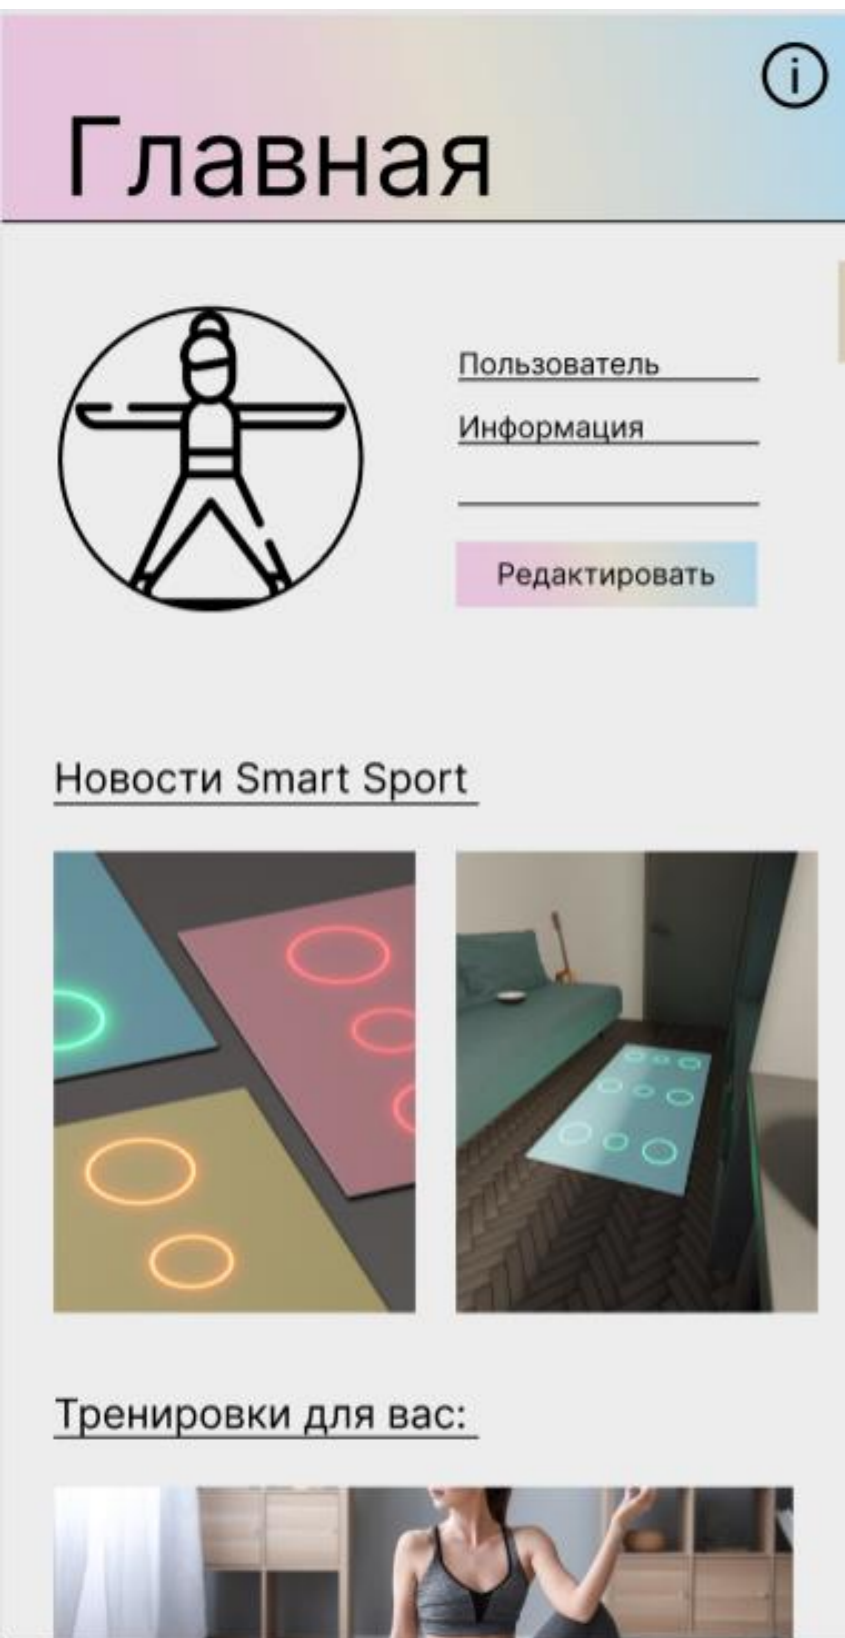 Главная
Пользователь
Информация
Редактировать
Новости Smart Sport
Тренировки для вас: